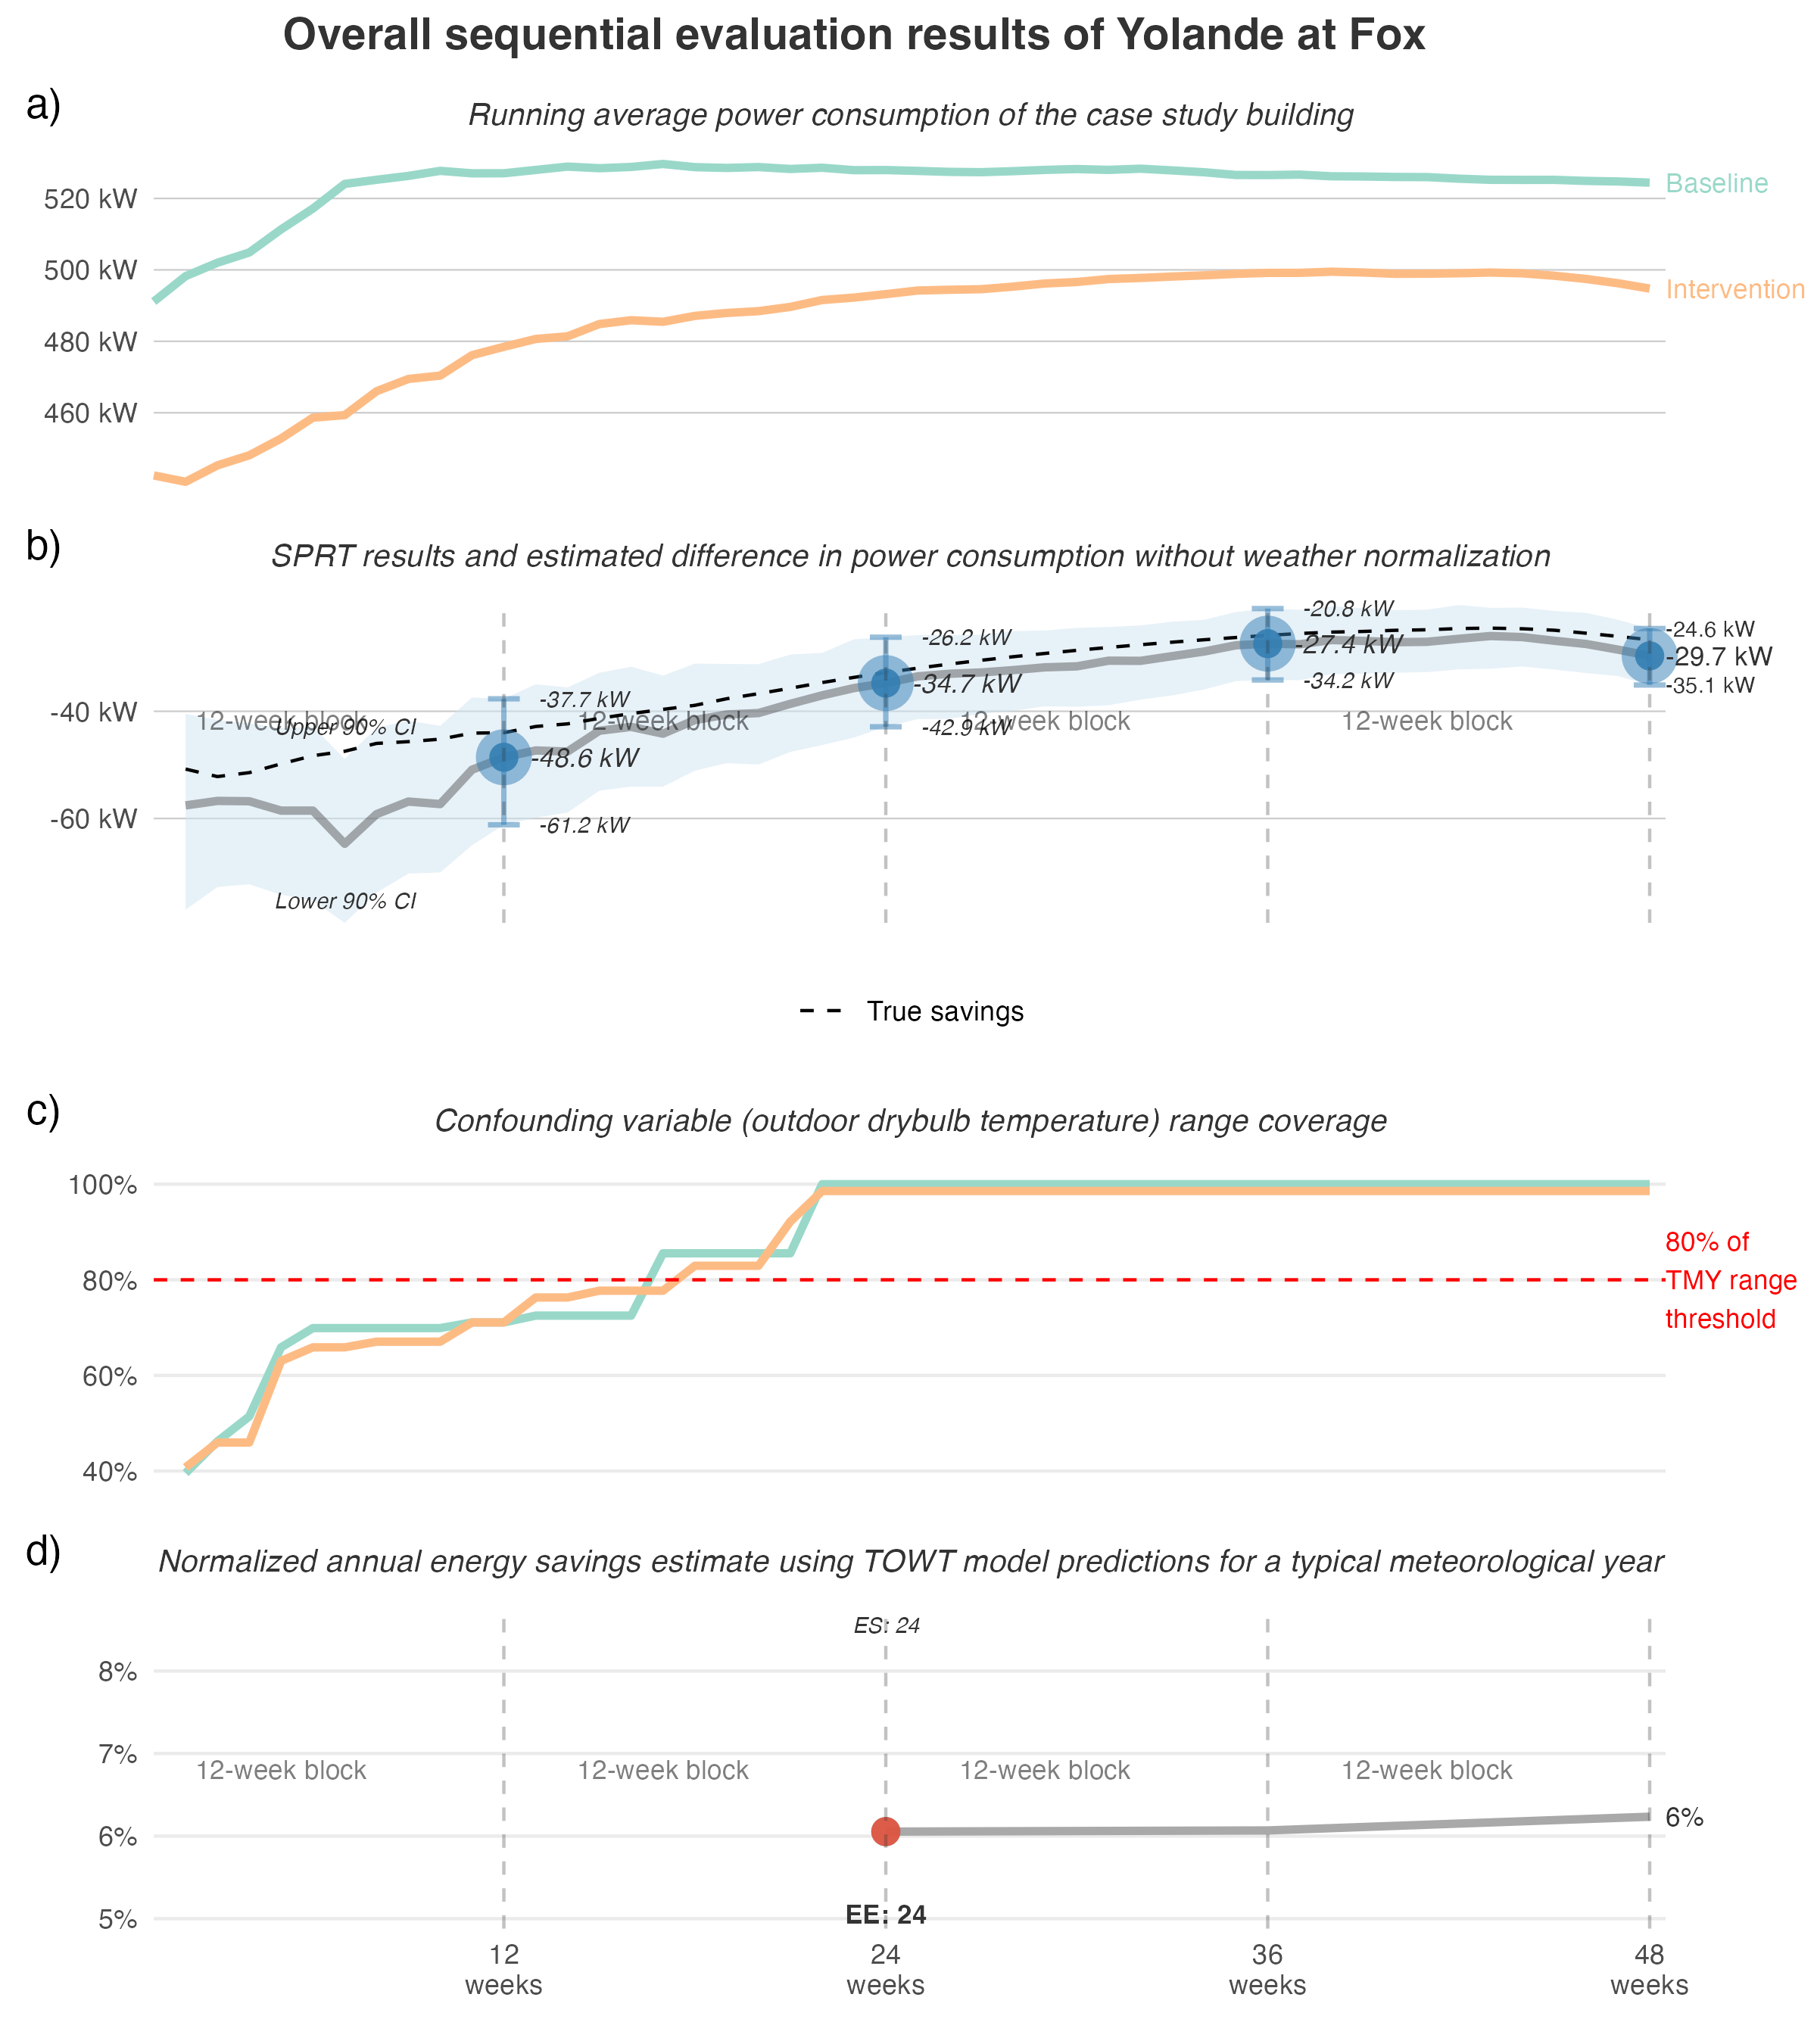 Overall sequential evaluation results of Yolande at Fox
a)
Running average power consumption of the case study building
520 kW
500 kW
480 kW
460 kW
Baseline
Intervention
b)
SPRT results and estimated difference in power consumption without weather normalization
-40 kW
-60 kW
12-week block
12-week block
12-week block
12-week block
Upper 90% CI
Lower 90% CI
-37.7 kW
-48.6 kW
-61.2 kW
-26.2 kW
-34.7 kW
-42.9 kW
-20.8 kW
-27.4 kW
-34.2 kW
-24.6 kW
-29.7 kW
-35.1 kW
True savings
c)
Confounding variable (outdoor drybulb temperature) range coverage
100%
80%
60%
40%
80% of
TMY range
threshold
d)
Normalized annual energy savings estimate using TOWT model predictions for a typical meteorological year
ES: 24
8%
7%
6%
5%
12-week block
12-week block
12-week block
12-week block
6%
EE: 24
12
weeks
24
weeks
36
weeks
48
weeks